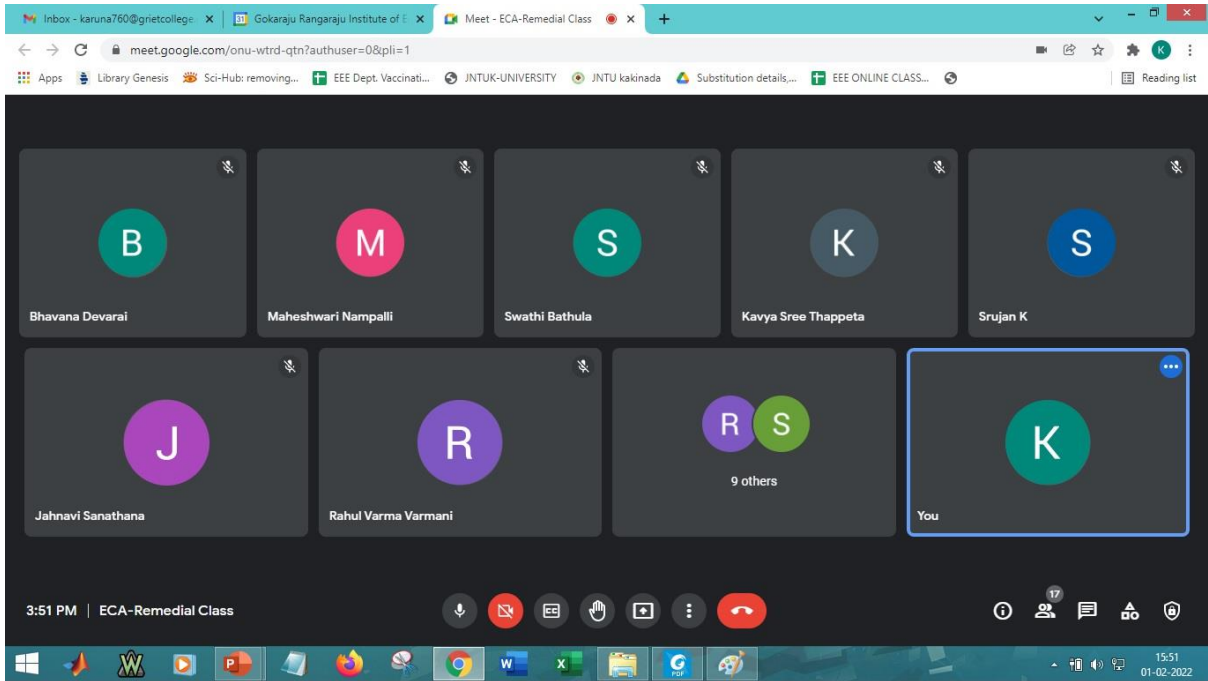 Inbox - karuna760@grietcollege
Gokaraju Rangaraju Institute of E
Meet - ECA-Remedial Class
meet.google.com/onu-wtrd-qtn?authuser=0&pli=1
K
Apps Library Genesis Sci-Hub: removing... EEE Dept. Vaccinati... JNTUK-UNIVERSITY JNTU kakinada Substitution details,... EEE ONLINE CLASS... Reading list
B M S K S
Bhavana Devarai Maheshwari Nampalli Swathi Bathula Kavya Sree Thappeta Srujan K
J R R S K
9 others
Jahnavi Sanathana Rahul Varma Varmani You
17
3:51 PM | ECA-Remedial Class CC
15:51
01-02-2022